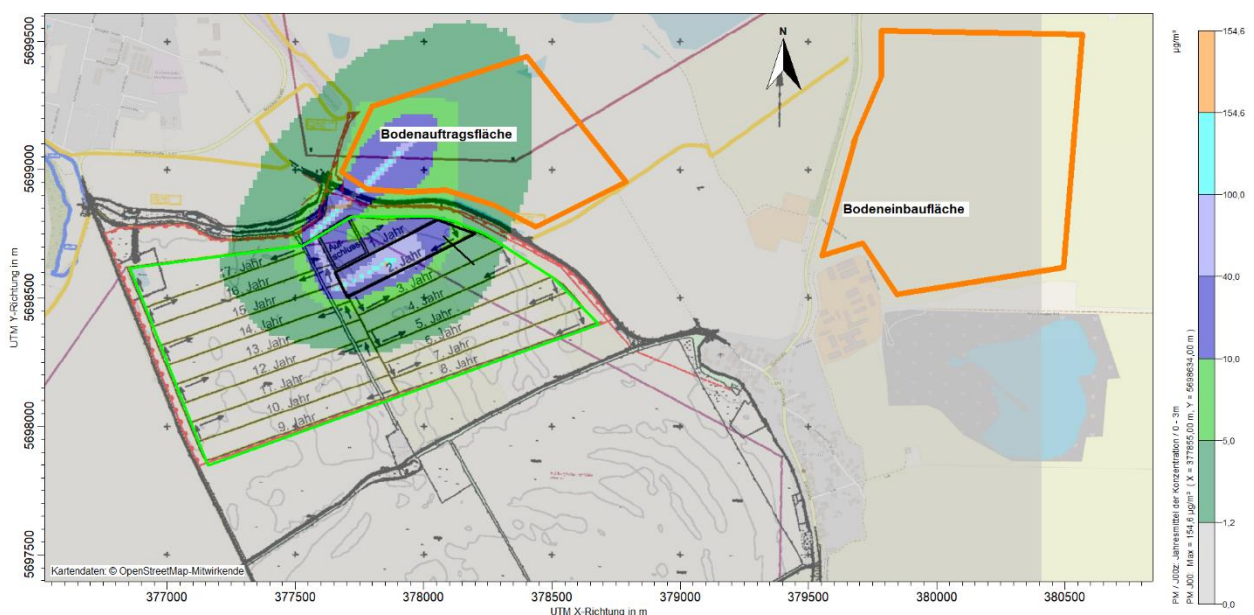 5699500
5699000
5698500
5698000
5697500
UTM Y-Richtung in m
377000
377500
378000
378500
379000
379500
380000
380500
UTM X-Richtung in m
N
Bodenauftragsfläche
Bodeneinbaufläche
Auf-
schluss
1. Jahr
2. Jahr
3. Jahr
4. Jahr
5. Jahr
6. Jahr
7. Jahr
8. Jahr
17. Jahr
16. Jahr
15. Jahr
14. Jahr
13. Jahr
12. Jahr
11. Jahr
10. Jahr
9. Jahr
Kartendaten: © OpenStreetMap-Mitwirkende
µg/m³
154,6
154,6
100,0
40,0
10,0
5,0
1,2
0,0
PM / J00z: Jahresmittel der Konzentration / 0 - 3m
PM J00: Max = 154,6 µg/m³ ( X = 377855,00 m, Y = 5698634,00 m )